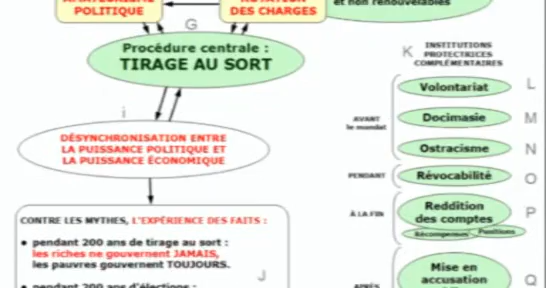 AMATEURISME
POLITIQUE
ROTATION
DES CHARGES
et non renouvelables
G
Procédure centrale :
TIRAGE AU SORT
i
DÉSYNCHRONISATION ENTRE
LA PUISSANCE POLITIQUE ET
LA PUISSANCE ÉCONOMIQUE
CONTRE LES MYTHES, L'EXPÉRIENCE DES FAITS :
• pendant 200 ans de tirage au sort :
les riches ne gouvernent JAMAIS,
les pauvres gouvernent TOUJOURS.
J
• pendant 200 ans d'élections :
K
INSTITUTIONS
PROTECTRICES
COMPLÉMENTAIRES
AVANT
le mandat
Volontariat
L
Docimasie
M
Ostracisme
N
PENDANT
Révocabilité
O
À LA FIN
Reddition
des comptes
P
Récompenses
Punitions
APRÈS
Mise en
accusation
Q